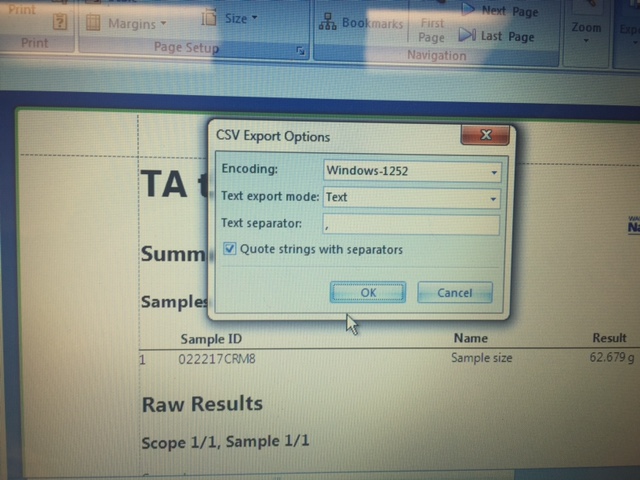 Print
Print
Margins
Size
Page Setup
Bookmarks
First Page
Next Page
Last Page
Navigation
Zoom
CSV Export Options
Encoding: Windows-1252
Text export mode: Text
Text separator: ,
Quote strings with separators
OK Cancel
TA
Summ
Samples
Sample ID Name Result
1 022217CRM8 Sample size 62.679 g
Raw Results
Scope 1/1, Sample 1/1